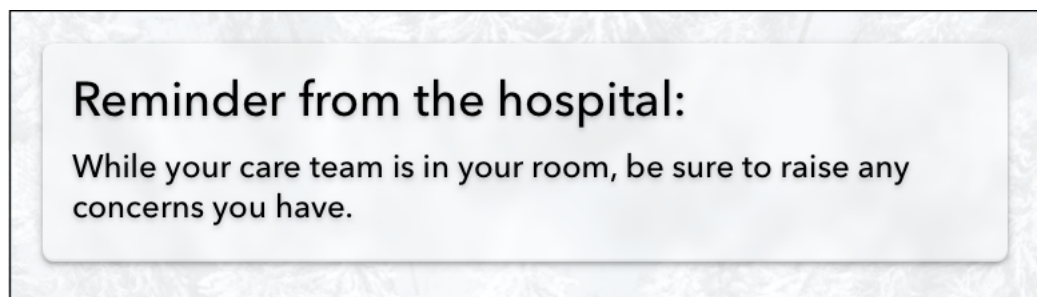 Reminder from the hospital:
While your care team is in your room, be sure to raise any
concerns you have.